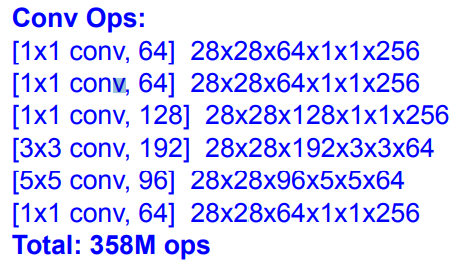 Conv Ops:
[1x1 conv, 64] 28x28x64x1x1x256
[1x1 conv, 64] 28x28x64x1x1x256
[1x1 conv, 128] 28x28x128x1x1x256
[3x3 conv, 192] 28x28x192x3x3x64
[5x5 conv, 96] 28x28x96x5x5x64
[1x1 conv, 64] 28x28x64x1x1x256
Total: 358M ops